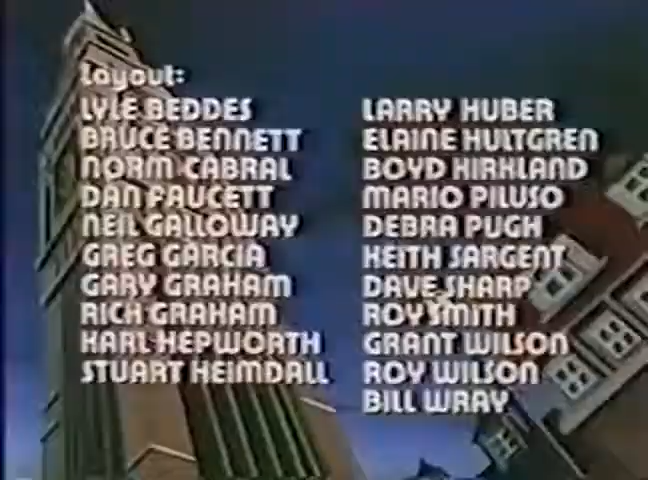 Layout:
LYLE BEDDES
BRUCE BENNETT
NORM CABRAL
DAN FAUCETT
NEIL GALLOWAY
GREG GARCIA
GARY GRAHAM
RICH GRAHAM
KARL HEPWORTH
STUART HEIMDALL
LARRY HUBER
ELAINE HULTGREN
BOYD KIRKLAND
MARIO PILUSO
DEBRA PUGH
KEITH SARGENT
DAVE SHARP
ROY SMITH
GRANT WILSON
ROY WILSON
BILL WRAY